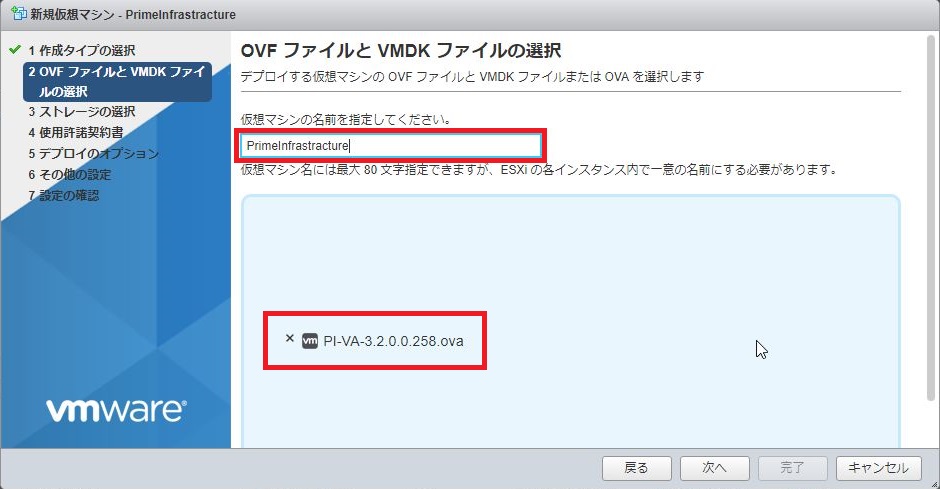 新規仮想マシン - PrimeInfrastracture
1 作成タイプの選択
2 OVF ファイルと VMDK ファイ
ルの選択
3 ストレージの選択
4 使用許諾契約書
5 デプロイのオプション
6 その他の設定
7 設定の確認
vmware®
OVF ファイルと VMDK ファイルの選択
デプロイする仮想マシンの OVF ファイルと VMDK ファイルまたは OVA を選択します
仮想マシンの名前を指定してください。
PrimeInfrastracture
仮想マシン名には最大 80 文字指定できますが、ESXi の各インスタンス内で一意の名前にする必要があります。
× vm PI-VA-3.2.0.0.258.ova
戻る 次へ 完了 キャンセル